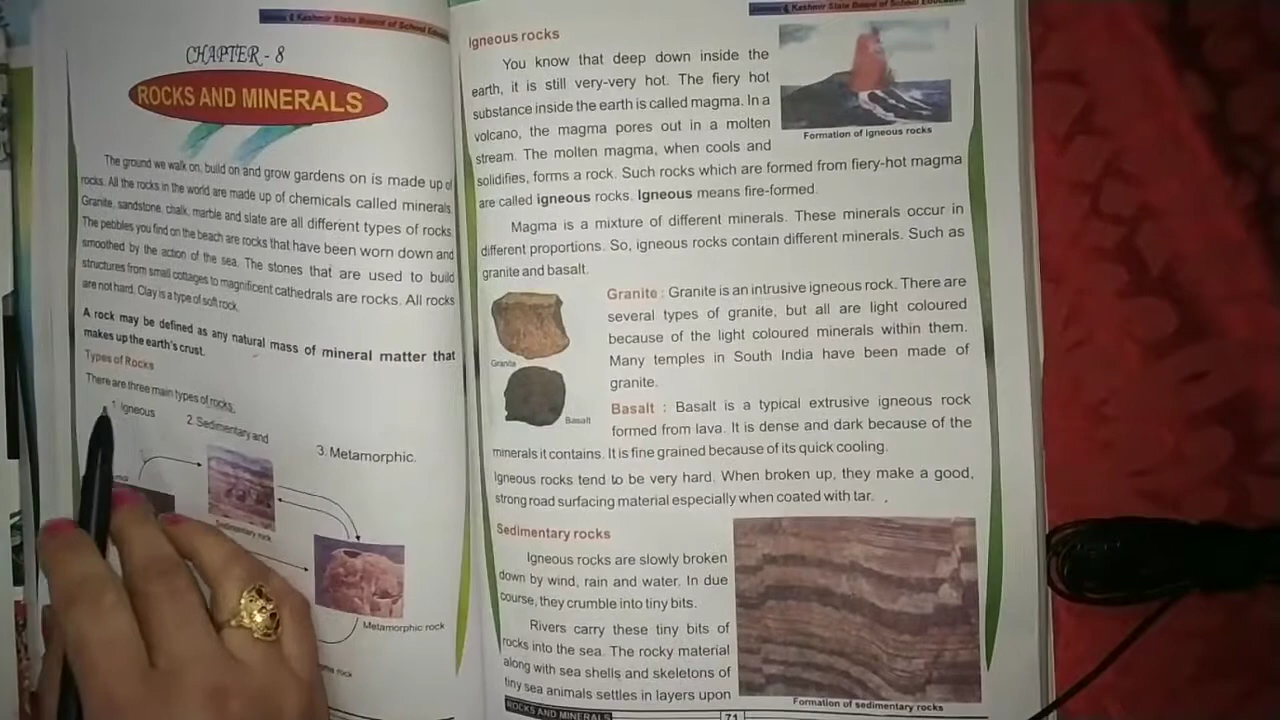 Jammu & Kashmir State Board of School Educ
CHAPTER - 8
ROCKS AND MINERALS
The ground we walk on, build on and grow gardens on is made up of
rocks. All the rocks in the world are made up of chemicals called minerals
Granite, sandstone, chalk, marble and slate are all different types of rocks
The pebbles you find on the beach are rocks that have been worn down and
smoothed by the action of the sea. The stones that are used to build
structures from small cottages to magnificent cathedrals are rocks. All rocks
are not hard. Clay is a type of soft rock.
A rock may be defined as any natural mass of mineral matter that
makes up the earth's crust.
Types of Rocks
There are three main types of rocks.
1. Igneous
2. Sedimentary and
3. Metamorphic.
Sedimentary rock
Metamorphic rock
rock
Jammu & Kashmir State Board of School Education
Igneous rocks
You know that deep down inside the
earth, it is still very-very hot. The fiery hot
substance inside the earth is called magma. In a
volcano, the magma pores out in a molten
stream. The molten magma, when cools and
solidifies, forms a rock. Such rocks which are formed from fiery-hot magma
are called igneous rocks. Igneous means fire-formed.
Formation of igneous rocks
Magma is a mixture of different minerals. These minerals occur in
different proportions. So, igneous rocks contain different minerals. Such as
granite and basalt.
Granite : Granite is an intrusive igneous rock. There are
several types of granite, but all are light coloured
because of the light coloured minerals within them.
Many temples in South India have been made of
granite.
Granite
Basalt : Basalt is a typical extrusive igneous rock
formed from lava. It is dense and dark because of the
minerals it contains. It is fine grained because of its quick cooling.
Basalt
Igneous rocks tend to be very hard. When broken up, they make a good,
strong road surfacing material especially when coated with tar.
Sedimentary rocks
Igneous rocks are slowly broken
down by wind, rain and water. In due
course, they crumble into tiny bits.
Rivers carry these tiny bits of
rocks into the sea. The rocky material
along with sea shells and skeletons of
tiny sea animals settles in layers upon
Formation of sedimentary rocks
ROCKS AND MINERALS
71